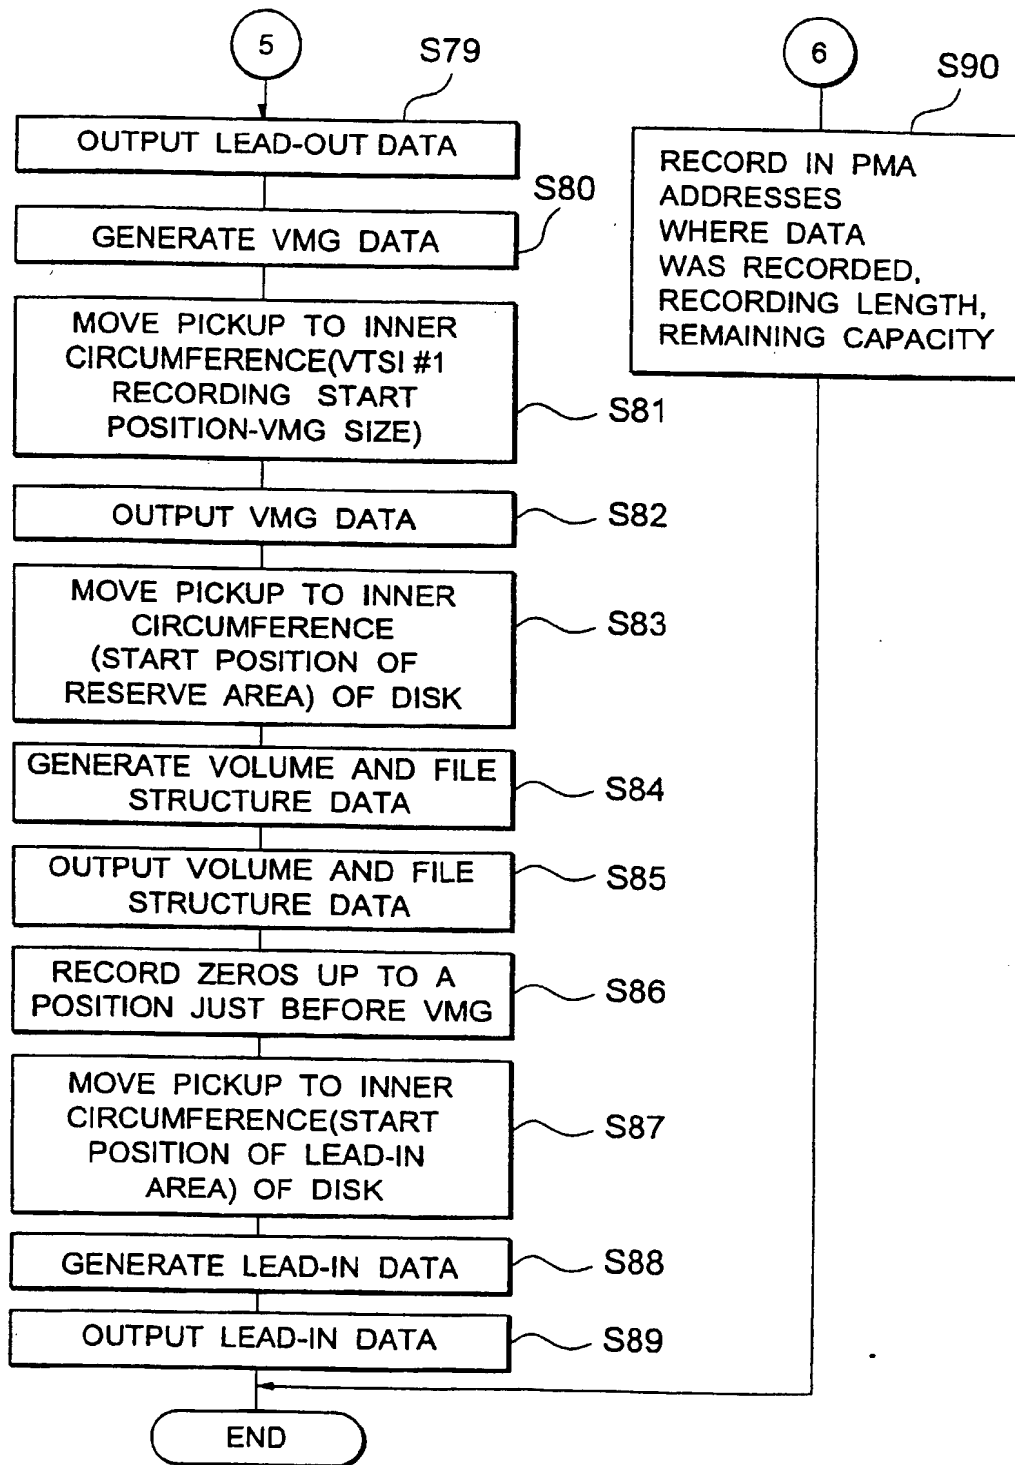 5
S79
OUTPUT LEAD-OUT DATA
S80
GENERATE VMG DATA
MOVE PICKUP TO INNER
CIRCUMFERENCE(VTSI #1
RECORDING START
POSITION-VMG SIZE)
S81
OUTPUT VMG DATA
S82
MOVE PICKUP TO INNER
CIRCUMFERENCE
(START POSITION OF
RESERVE AREA) OF DISK
S83
GENERATE VOLUME AND FILE
STRUCTURE DATA
S84
OUTPUT VOLUME AND FILE
STRUCTURE DATA
S85
RECORD ZEROS UP TO A
POSITION JUST BEFORE VMG
S86
MOVE PICKUP TO INNER
CIRCUMFERENCE(START
POSITION OF LEAD-IN
AREA) OF DISK
S87
GENERATE LEAD-IN DATA
S88
OUTPUT LEAD-IN DATA
S89
END
6
S90
RECORD IN PMA
ADDRESSES
WHERE DATA
WAS RECORDED,
RECORDING LENGTH,
REMAINING CAPACITY